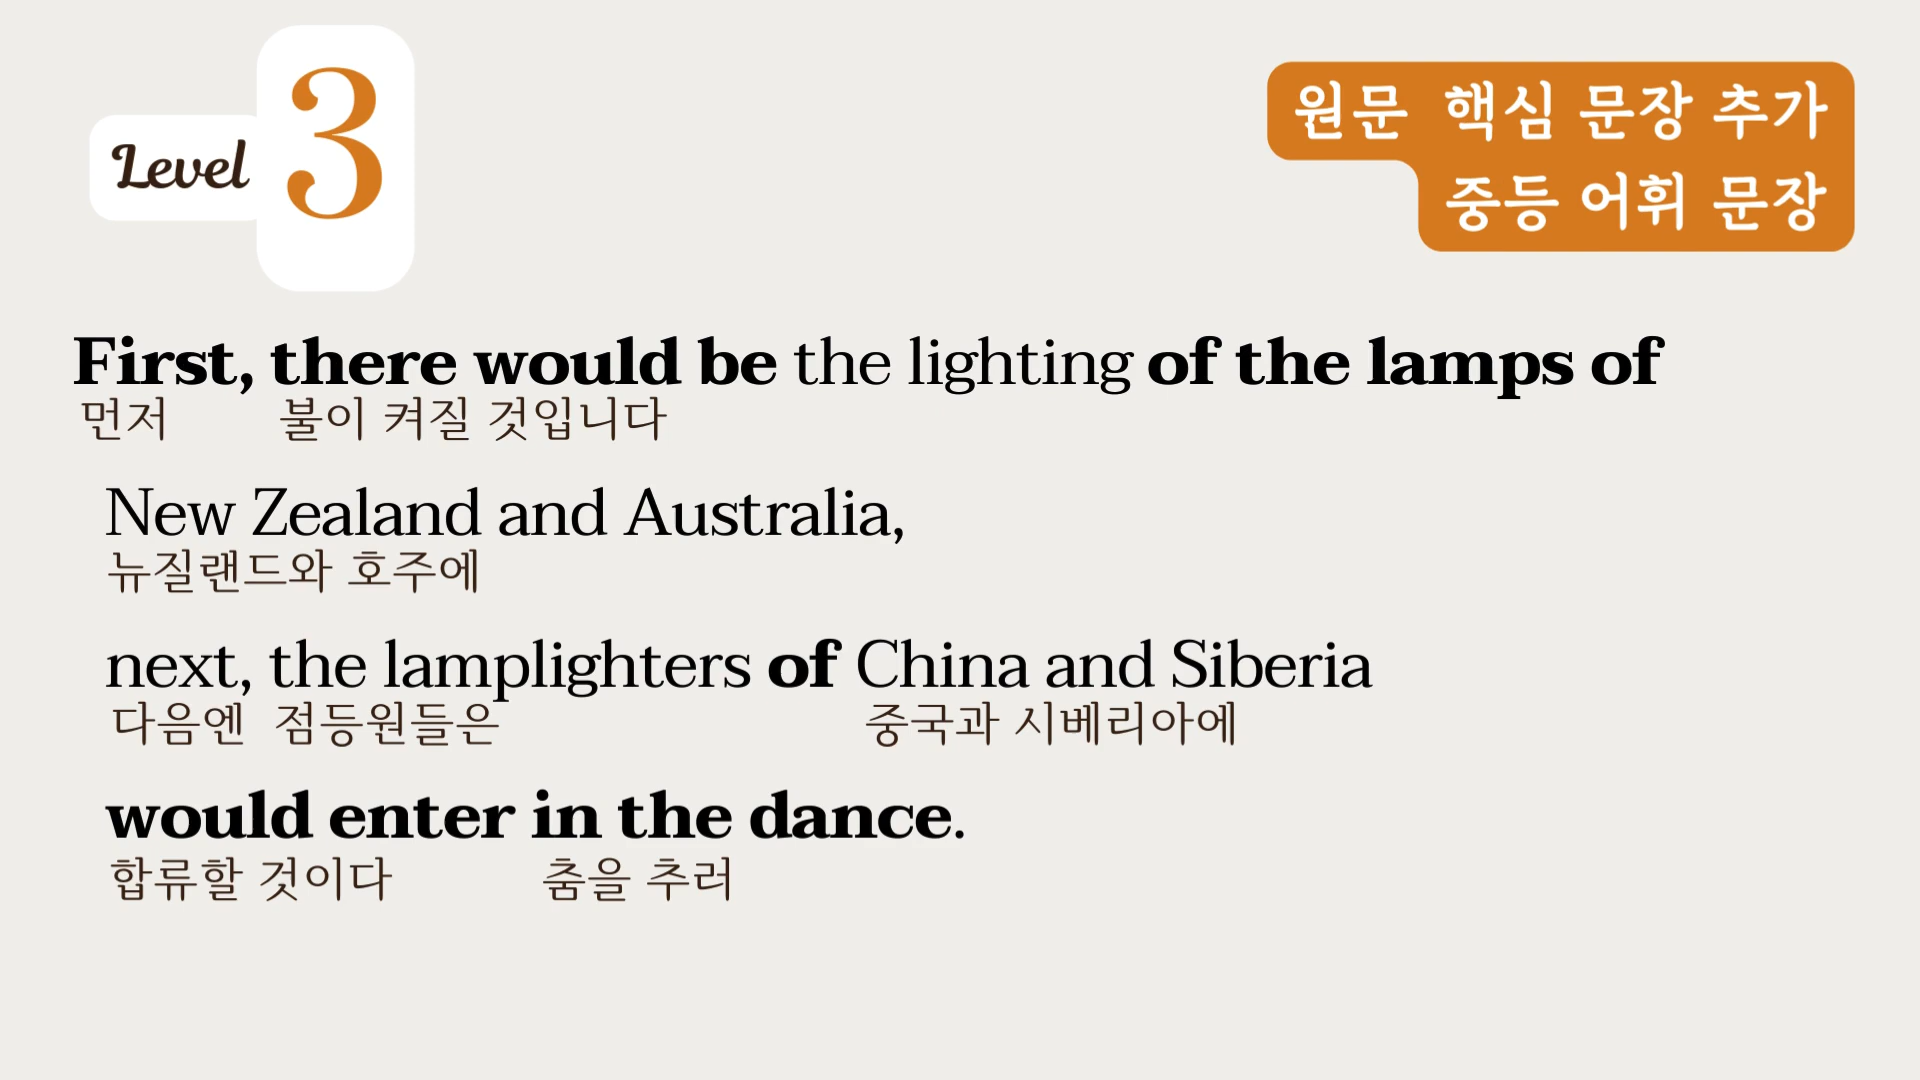 Level 3
원문 핵심 문장 추가
중등 어휘 문장
First, there would be the lighting of the lamps of
먼저 불이 켜질 것입니다
New Zealand and Australia,
뉴질랜드와 호주에
next, the lamplighters of China and Siberia
다음엔 점등원들은 중국과 시베리아에
would enter in the dance.
합류할 것이다 춤을 추러